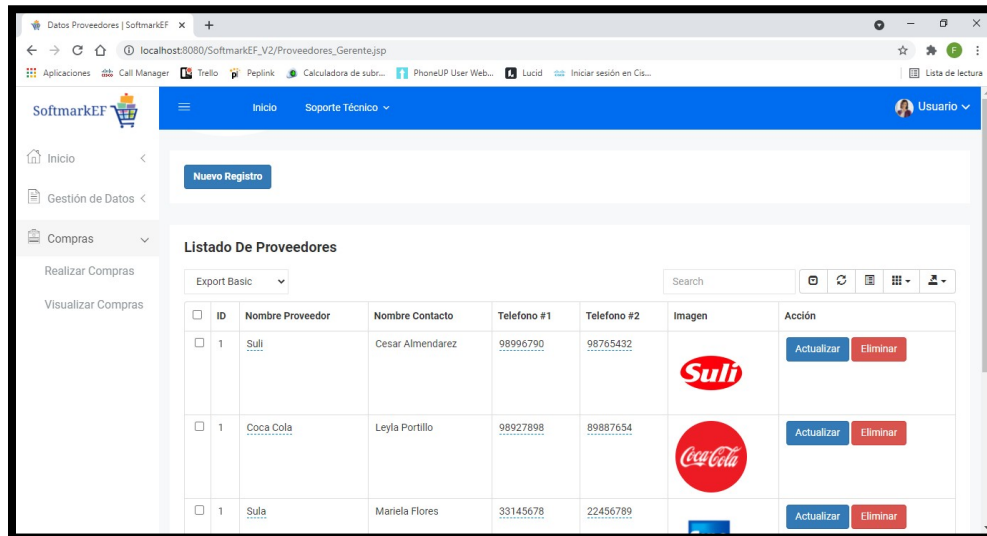 Datos Proveedores | SoftmarkEF
localhost:8080/SoftmarkEF_V2/Proveedores_Gerente.jsp
F
Aplicaciones Call Manager Trello Peplink Calculadora de subr... PhoneUP User Web... Lucid Iniciar sesión en Cis... Lista de lectura
SoftmarkEF Inicio Soporte Técnico Usuario
Inicio
Nuevo Registro
Gestión de Datos
Compras
Listado De Proveedores
Realizar Compras
Export Basic Search
Visualizar Compras
ID Nombre Proveedor Nombre Contacto Telefono #1 Telefono #2 Imagen Acción
1 Suli Cesar Almendarez 98996790 98765432 Suli Actualizar Eliminar
1 Coca Cola Leyla Portillo 98927898 89887654 Coca-Cola Actualizar Eliminar
1 Sula Mariela Flores 33145678 22456789 Actualizar Eliminar